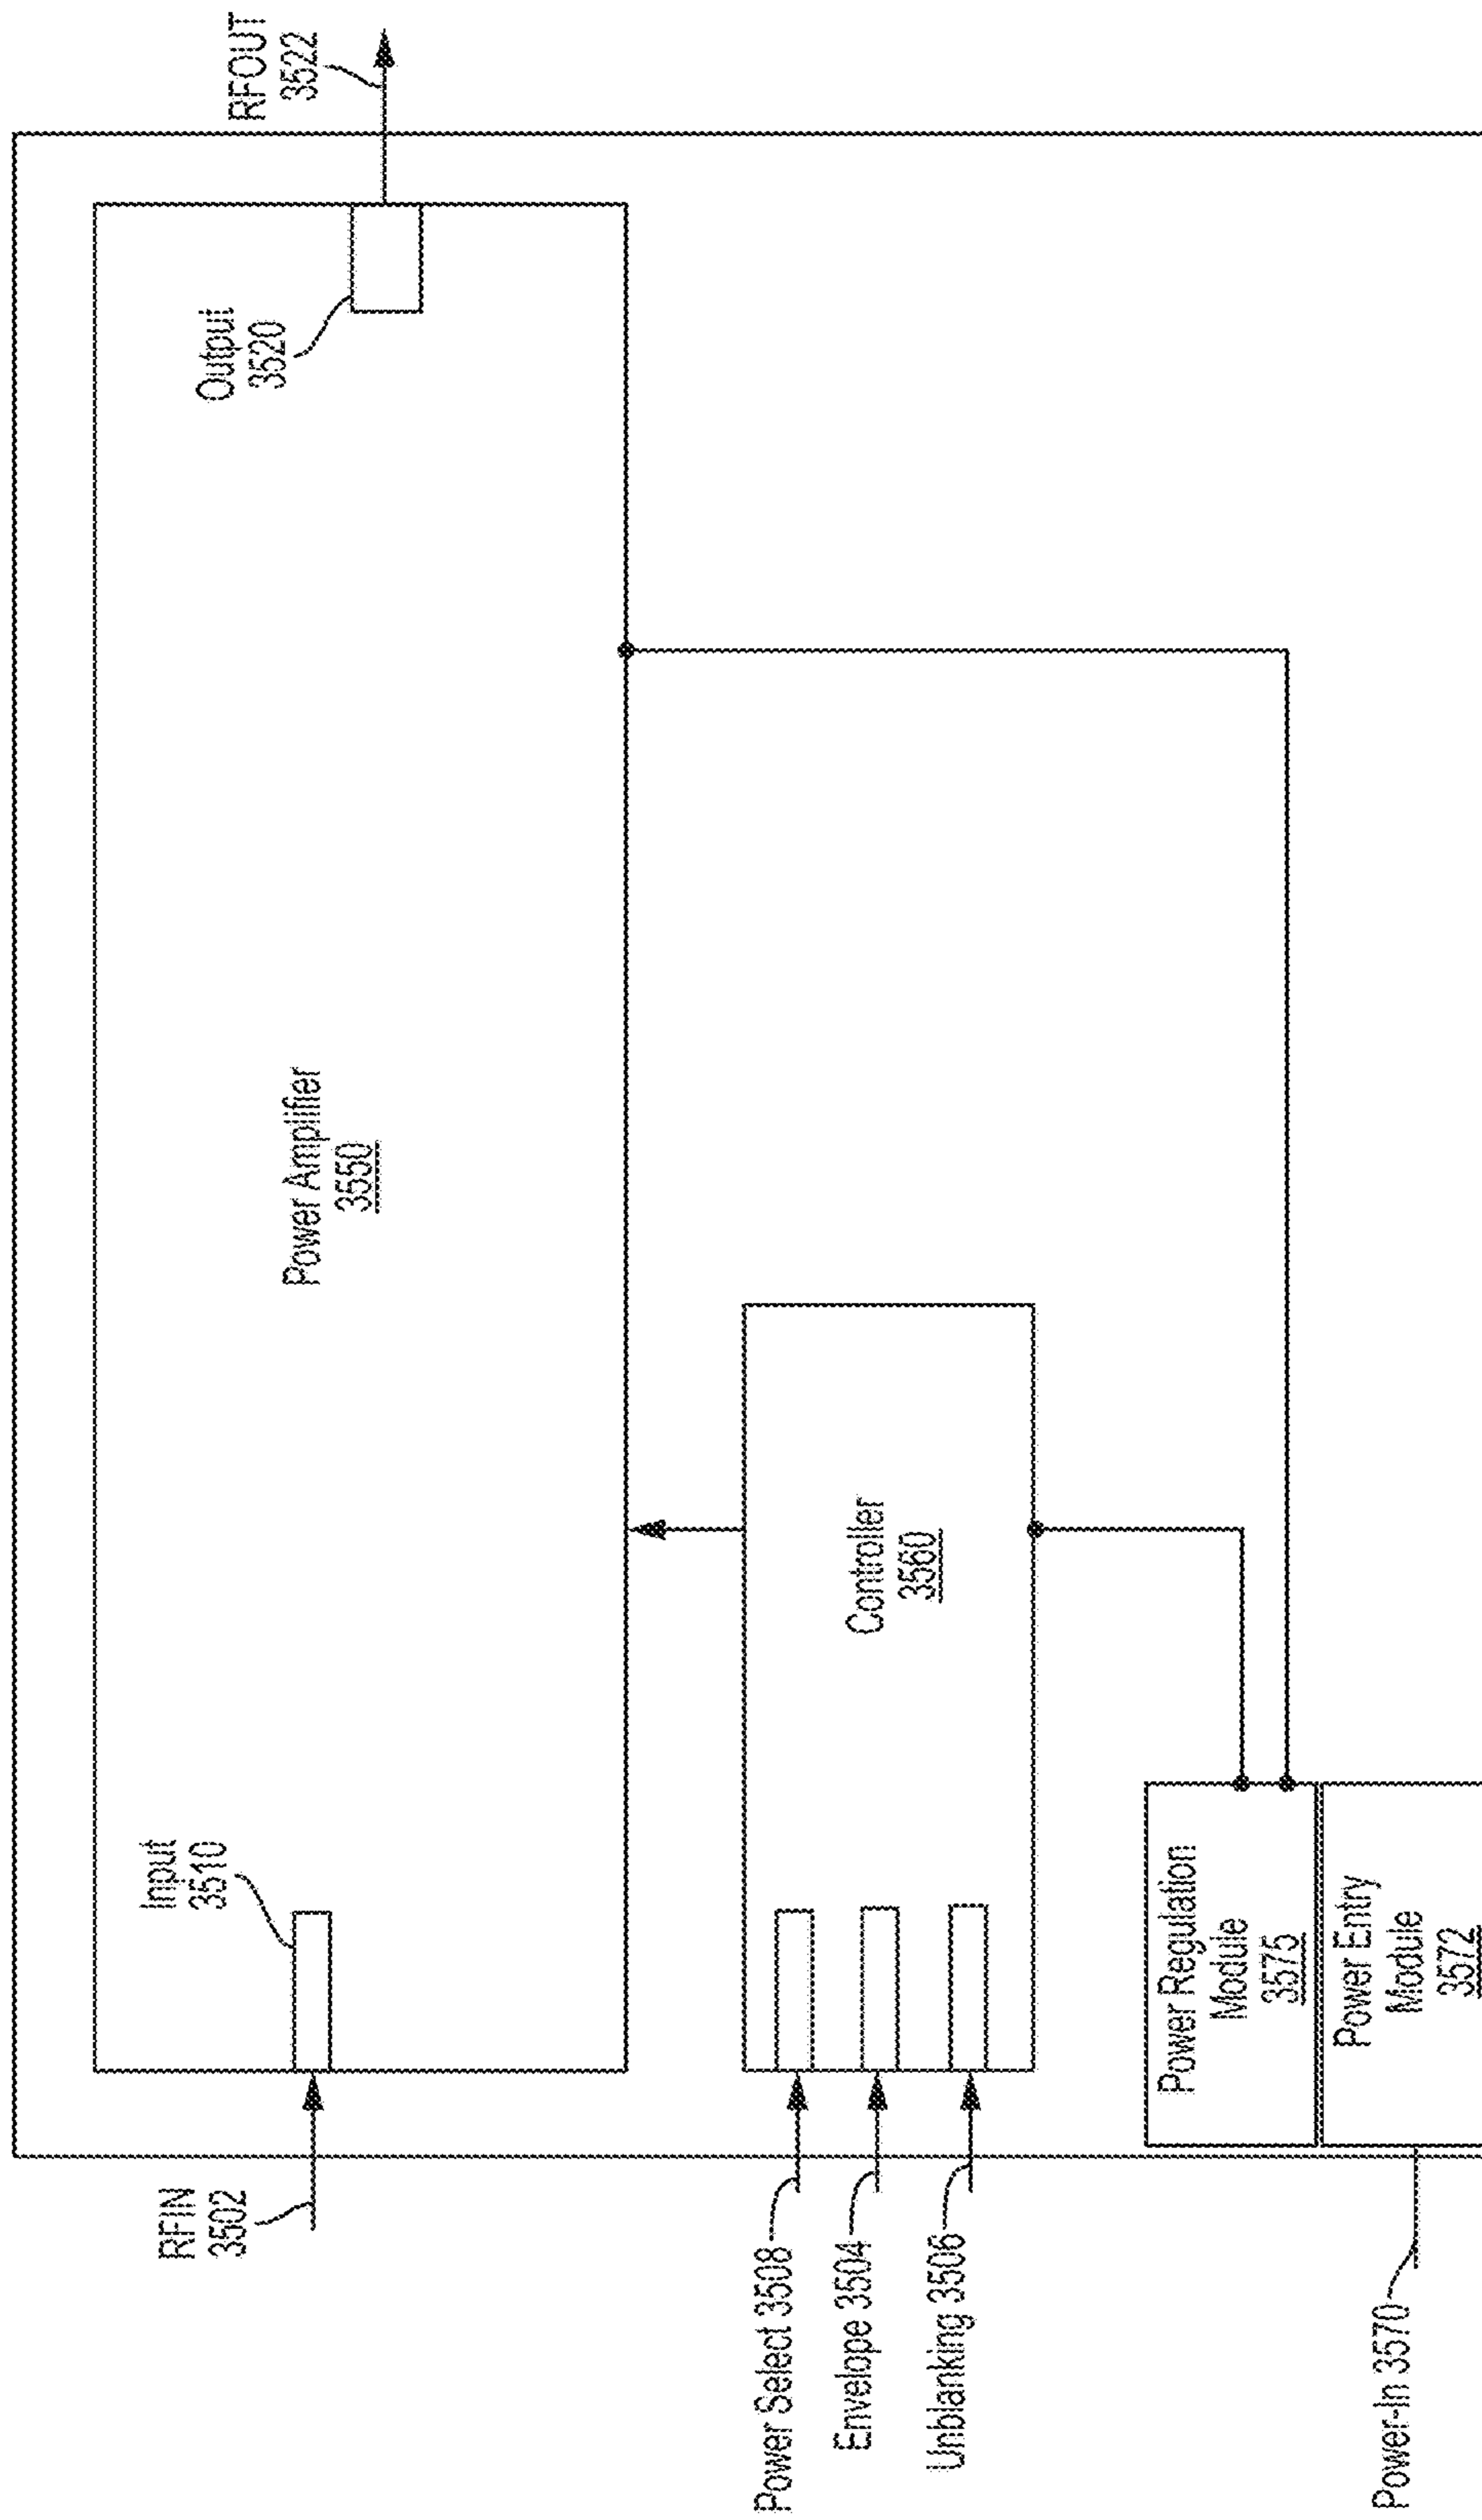 RFIN
3502
Input
3510
Power Amplifier
3550
Output
3520
RFOUT
3522
Power Select 3508
Envelope 3504
Unblanking 3506
Controller
3560
Power Regulation
Module
3575
Power-In 3570
Power Entry
Module
3572